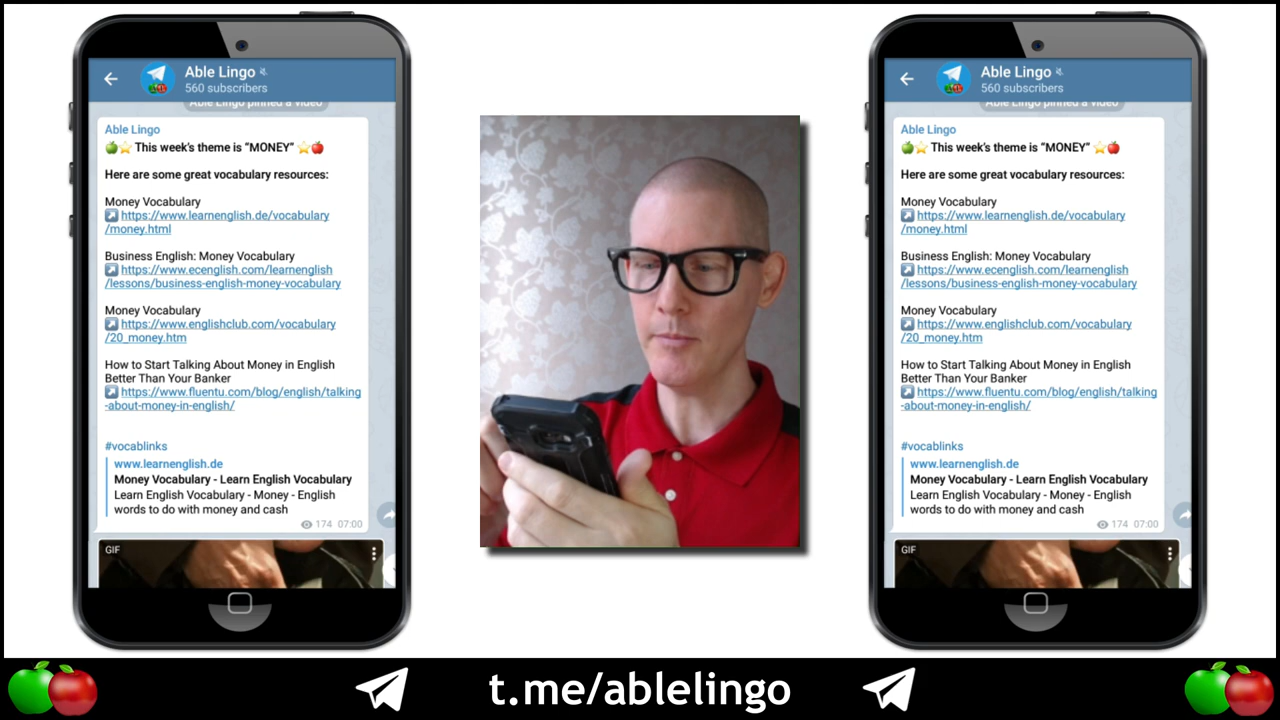 Able Lingo
560 subscribers
Able Lingo pinned a video
Able Lingo
This week's theme is “MONEY”
Here are some great vocabulary resources:
Money Vocabulary
https://www.learnenglish.de/vocabulary
/money.html
Business English: Money Vocabulary
https://www.ecenglish.com/learnenglish
/lessons/business-english-money-vocabulary
Money Vocabulary
https://www.englishclub.com/vocabulary
/20_money.htm
How to Start Talking About Money in English
Better Than Your Banker
https://www.fluentu.com/blog/english/talking
-about-money-in-english/
#vocablinks
www.learnenglish.de
Money Vocabulary - Learn English Vocabulary
Learn English Vocabulary - Money - English
words to do with money and cash
174 07:00
GIF
Able Lingo
560 subscribers
Able Lingo pinned a video
Able Lingo
This week's theme is “MONEY”
Here are some great vocabulary resources:
Money Vocabulary
https://www.learnenglish.de/vocabulary
/money.html
Business English: Money Vocabulary
https://www.ecenglish.com/learnenglish
/lessons/business-english-money-vocabulary
Money Vocabulary
https://www.englishclub.com/vocabulary
/20_money.htm
How to Start Talking About Money in English
Better Than Your Banker
https://www.fluentu.com/blog/english/talking
-about-money-in-english/
#vocablinks
www.learnenglish.de
Money Vocabulary - Learn English Vocabulary
Learn English Vocabulary - Money - English
words to do with money and cash
174 07:00
GIF
t.me/ablelingo